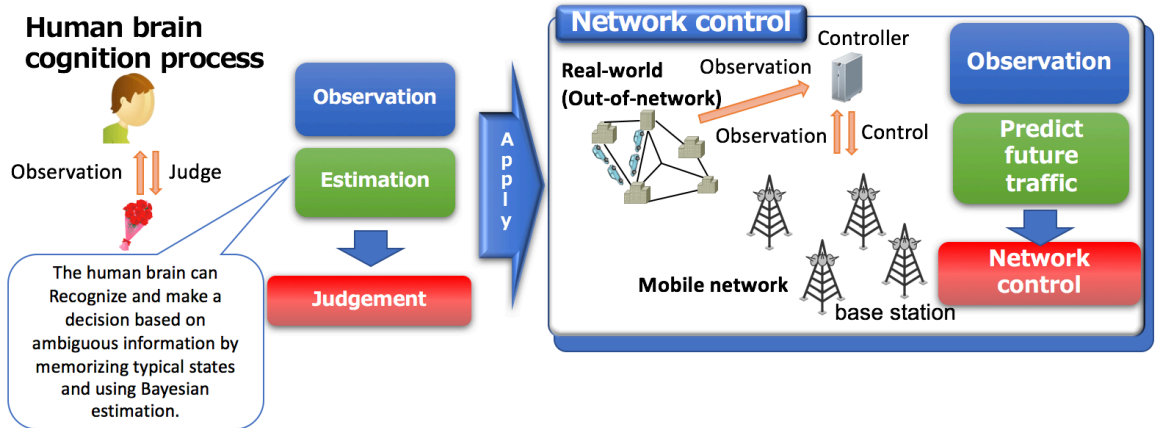 Human brain
cognition process
Observation
Judge
Observation
Estimation
Judgement
The human brain can
Recognize and make a
decision based on
ambiguous information by
memorizing typical states
and using Bayesian
estimation.
Apply
Network control
Real-world
(Out-of-network)
Observation
Controller
Observation
Control
Mobile network
base station
Observation
Predict
future
traffic
Network
control